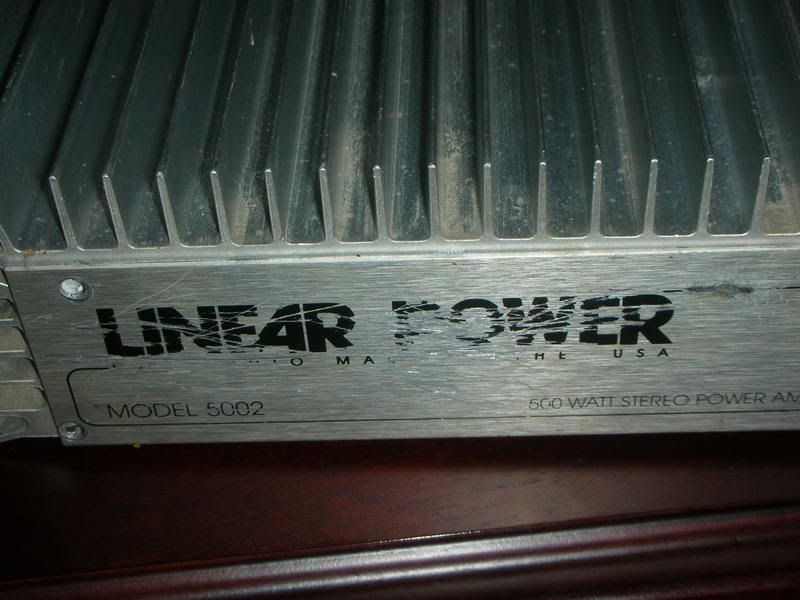 LINEAR POWER
USA
MODEL 5002
500 WATT STEREO POWER AM